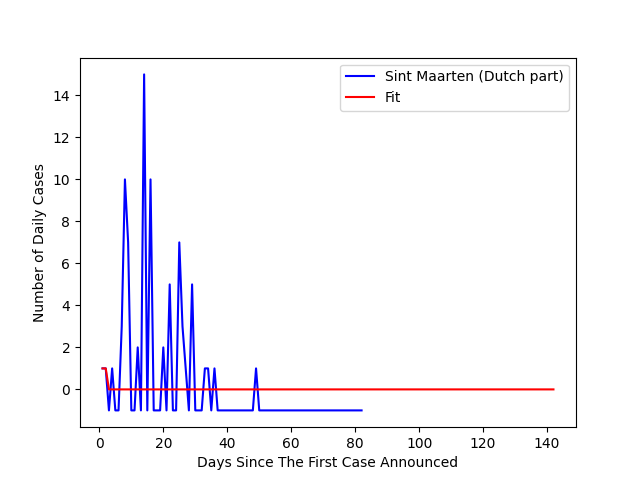 Sint Maarten (Dutch part)
Fit
14
12
10
8
6
4
2
0
Number of Daily Cases
0 20 40 60 80 100 120 140
Days Since The First Case Announced